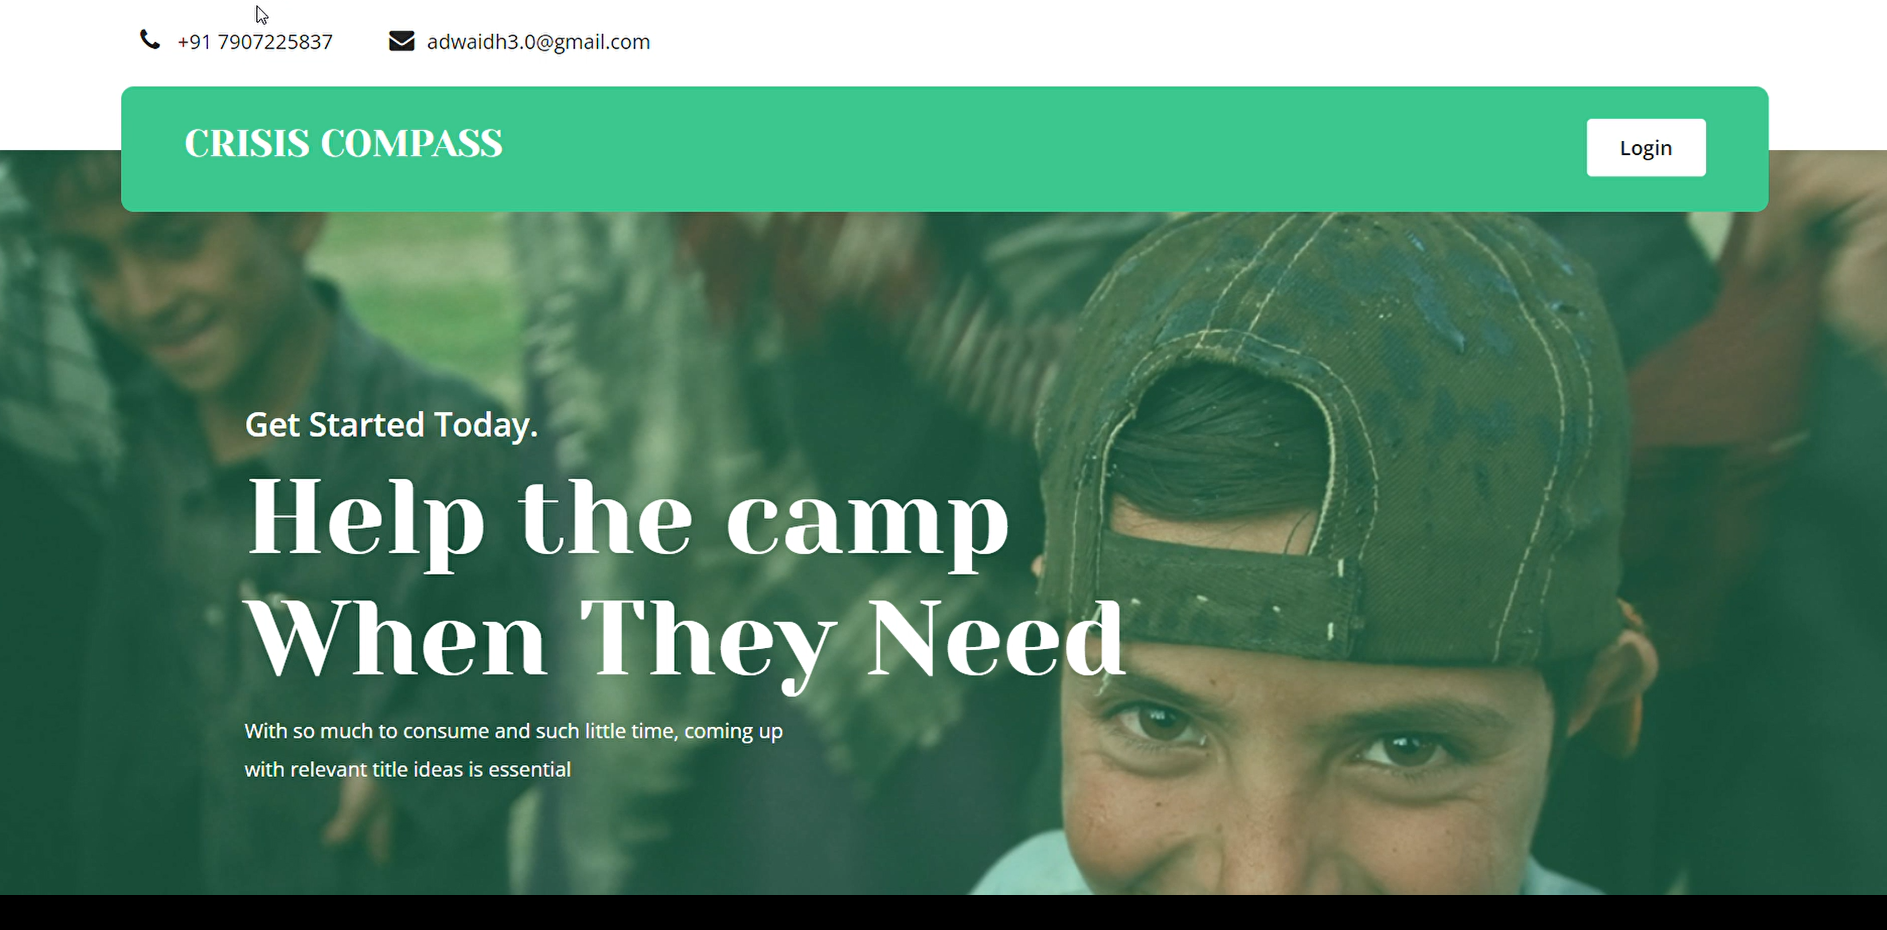 +91 7907225837
adwaidh3.0@gmail.com
CRISIS COMPASS
Login
Get Started Today.
Help the camp
When They Need
With so much to consume and such little time, coming up
with relevant title ideas is essential